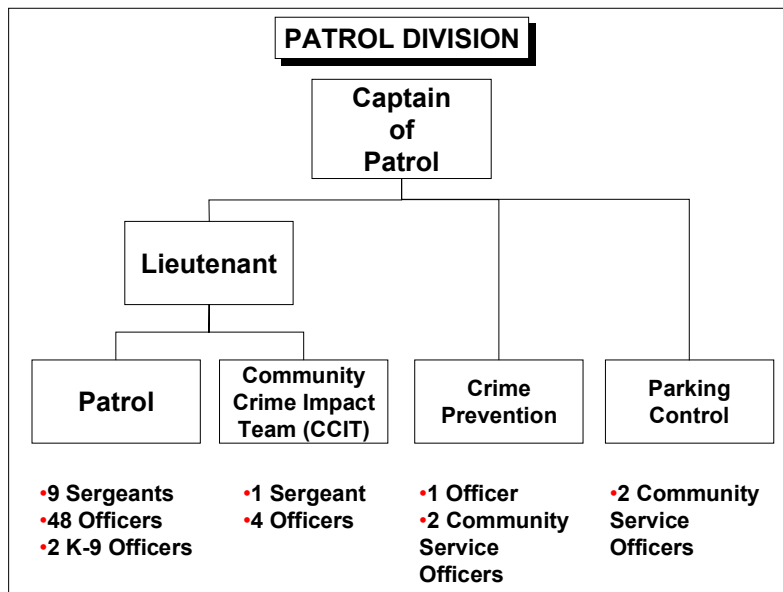 PATROL DIVISION
Captain
of
Patrol
Lieutenant
Patrol
Community
Crime Impact
Team (CCIT)
Crime
Prevention
Parking
Control
•9 Sergeants
•48 Officers
•2 K-9 Officers
•1 Sergeant
•4 Officers
•1 Officer
•2 Community
Service
Officers
•2 Community
Service
Officers